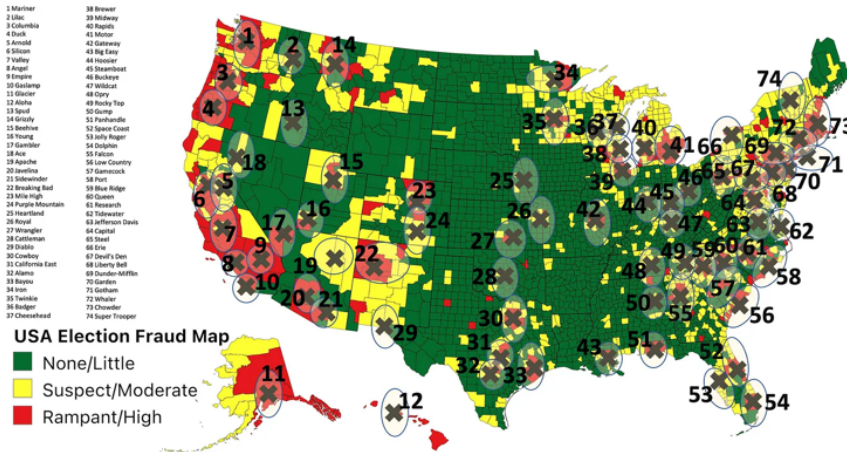 1 Mariner
2 Lilac
3 Columbia
4 Duck
5 Arnold
6 Silicon
7 Valley
8 Angel
9 Empire
10 Gaslamp
11 Glacier
12 Aloha
13 Spud
14 Grizzly
15 Beehive
16 Young
17 Gambler
18 Ace
19 Apache
20 Javelina
21 Sidewinder
22 Breaking Bad
23 Mile High
24 Purple Mountain
25 Heartland
26 Royal
27 Wrangler
28 Cattleman
29 Diablo
30 Cowboy
31 California East
32 Alamo
33 Bayou
34 Iron
35 Twinkie
36 Badger
37 Cheesehead
38 Brewer
39 Midway
40 Rapids
41 Motor
42 Gateway
43 Big Easy
44 Hoosier
45 Steamboat
46 Buckeye
47 Wildcat
48 Opry
49 Rocky Top
50 Gump
51 Panhandle
52 Space Coast
53 Jolly Roger
54 Dolphin
55 Falcon
56 Low Country
57 Gamecock
58 Port
59 Blue Ridge
60 Queen
61 Research
62 Tidewater
63 Jefferson Davis
64 Capital
65 Steel
66 Erie
67 Devil's Den
68 Liberty Bell
69 Dunder-Mifflin
70 Garden
71 Gotham
72 Whaler
73 Chowder
74 Super Trooper
1
2
14
34
74
3
4
13
35
36
37
40
72
73
38
41
66
69
71
18
15
39
65
67
70
6
5
23
25
44
45
46
68
16
24
26
42
47
64
7
17
27
63
62
8
9
19
22
28
48
49
59
60
61
58
10
20
21
29
30
50
55
57
56
31
32
33
43
51
52
53
54
11
12
USA Election Fraud Map
None/Little
Suspect/Moderate
Rampant/High